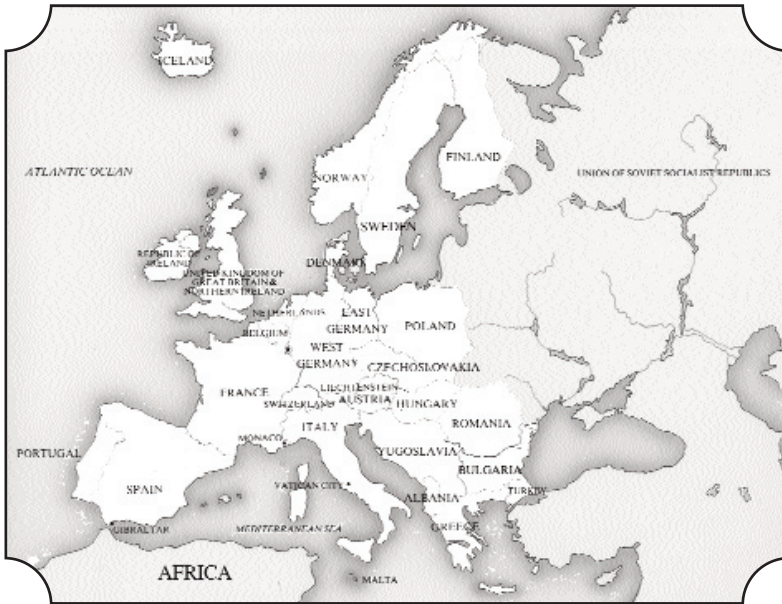 ICELAND
ATLANTIC OCEAN
FINLAND
NORWAY
UNION OF SOVIET SOCIALIST REPUBLICS
SWEDEN
REPUBLIC OF
IRELAND
DENMARK
UNITED KINGDOM OF
GREAT BRITAIN &
NORTHERN IRELAND
NETHERLANDS
EAST
GERMANY
POLAND
BELGIUM
WEST
GERMANY
CZECHOSLOVAKIA
LIECHTENSTEIN
FRANCE
SWITZERLAND
AUSTRIA
HUNGARY
ROMANIA
ITALY
MONACO
PORTUGAL
YUGOSLAVIA
BULGARIA
VATICAN CITY
SPAIN
TURKEY
ALBANIA
GIBRALTAR
MEDITERRANEAN SEA
GREECE
AFRICA
MALTA